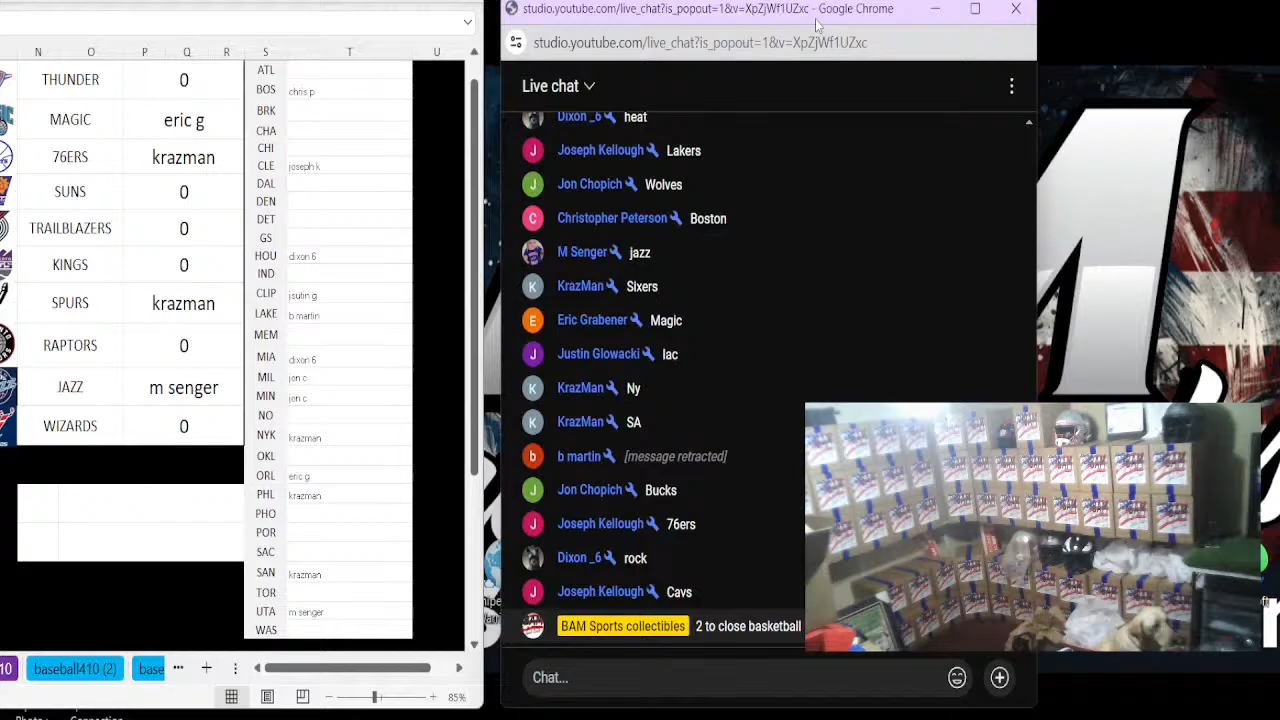 N O P Q R S T U
THUNDER 0
MAGIC eric g
76ERS krazman
SUNS 0
TRAILBLAZERS 0
KINGS 0
SPURS krazman
RAPTORS 0
JAZZ m senger
WIZARDS 0
ATL
BOS chris p
BRK
CHA
CHI
CLE joseph k
DAL
DEN
DET
GS
HOU dixon 6
IND
CLIP jsutin g
LAKE b martin
MEM
MIA dixon 6
MIL jen c
MIN jen c
NO
NYK krazman
OKL
ORL eric g
PHL krazman
PHO
POR
SAC
SAN krazman
TOR
UTA m senger
WAS
10 baseball410 (2) base ••• +
85%
studio.youtube.com/live_chat?is_popout=1&v=XpZjWf1UZxc - Google Chrome
studio.youtube.com/live_chat?is_popout=1&v=XpZjWf1UZxc
Live chat
Dixon _6 heat
J Joseph Kellough Lakers
J Jon Chopich Wolves
C Christopher Peterson Boston
M Senger jazz
K KrazMan Sixers
E Eric Grabener Magic
J Justin Glowacki lac
K KrazMan Ny
K KrazMan SA
b b martin [message retracted]
J Jon Chopich Bucks
J Joseph Kellough 76ers
Dixon _6 rock
J Joseph Kellough Cavs
BAM Sports collectibles 2 to close basketball
Chat...